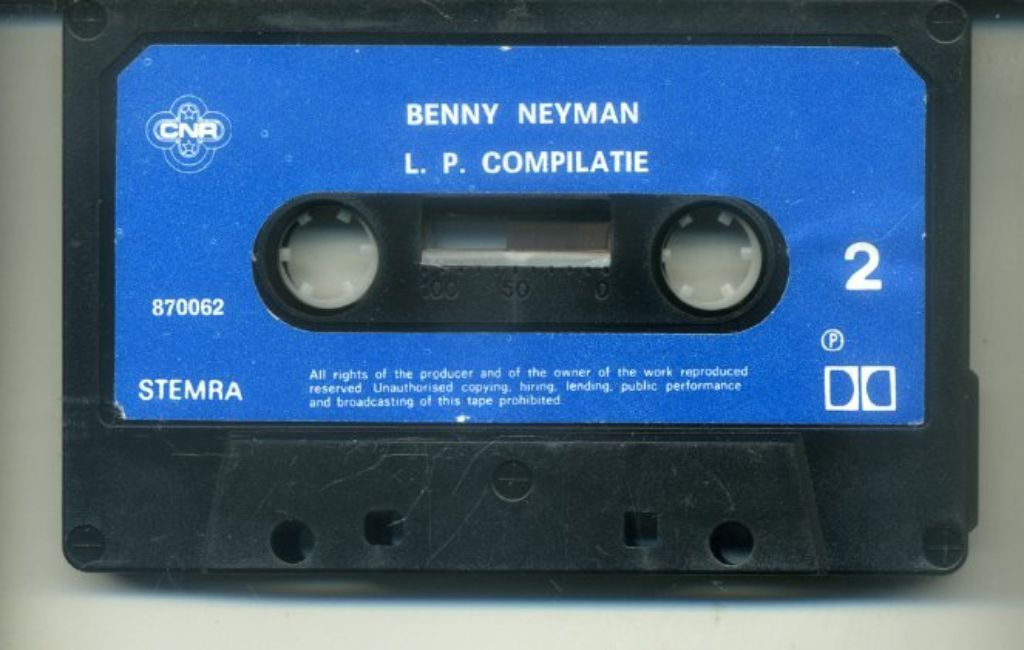 CNR
BENNY NEYMAN
L. P. COMPILATIE
100 50 0
2
870062
P
STEMRA
All rights of the producer and of the owner of the work reproduced
reserved. Unauthorised copying, hiring, lending, public performance
and broadcasting of this tape prohibited.